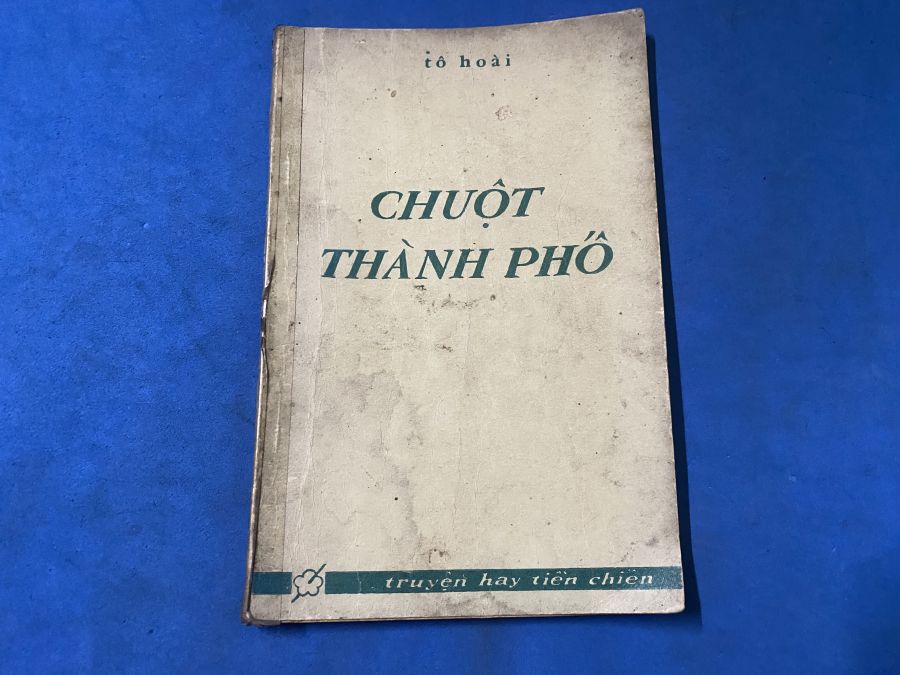 tô hoài
CHUỘT
THÀNH PHỐ
truyện hay tiền chiến